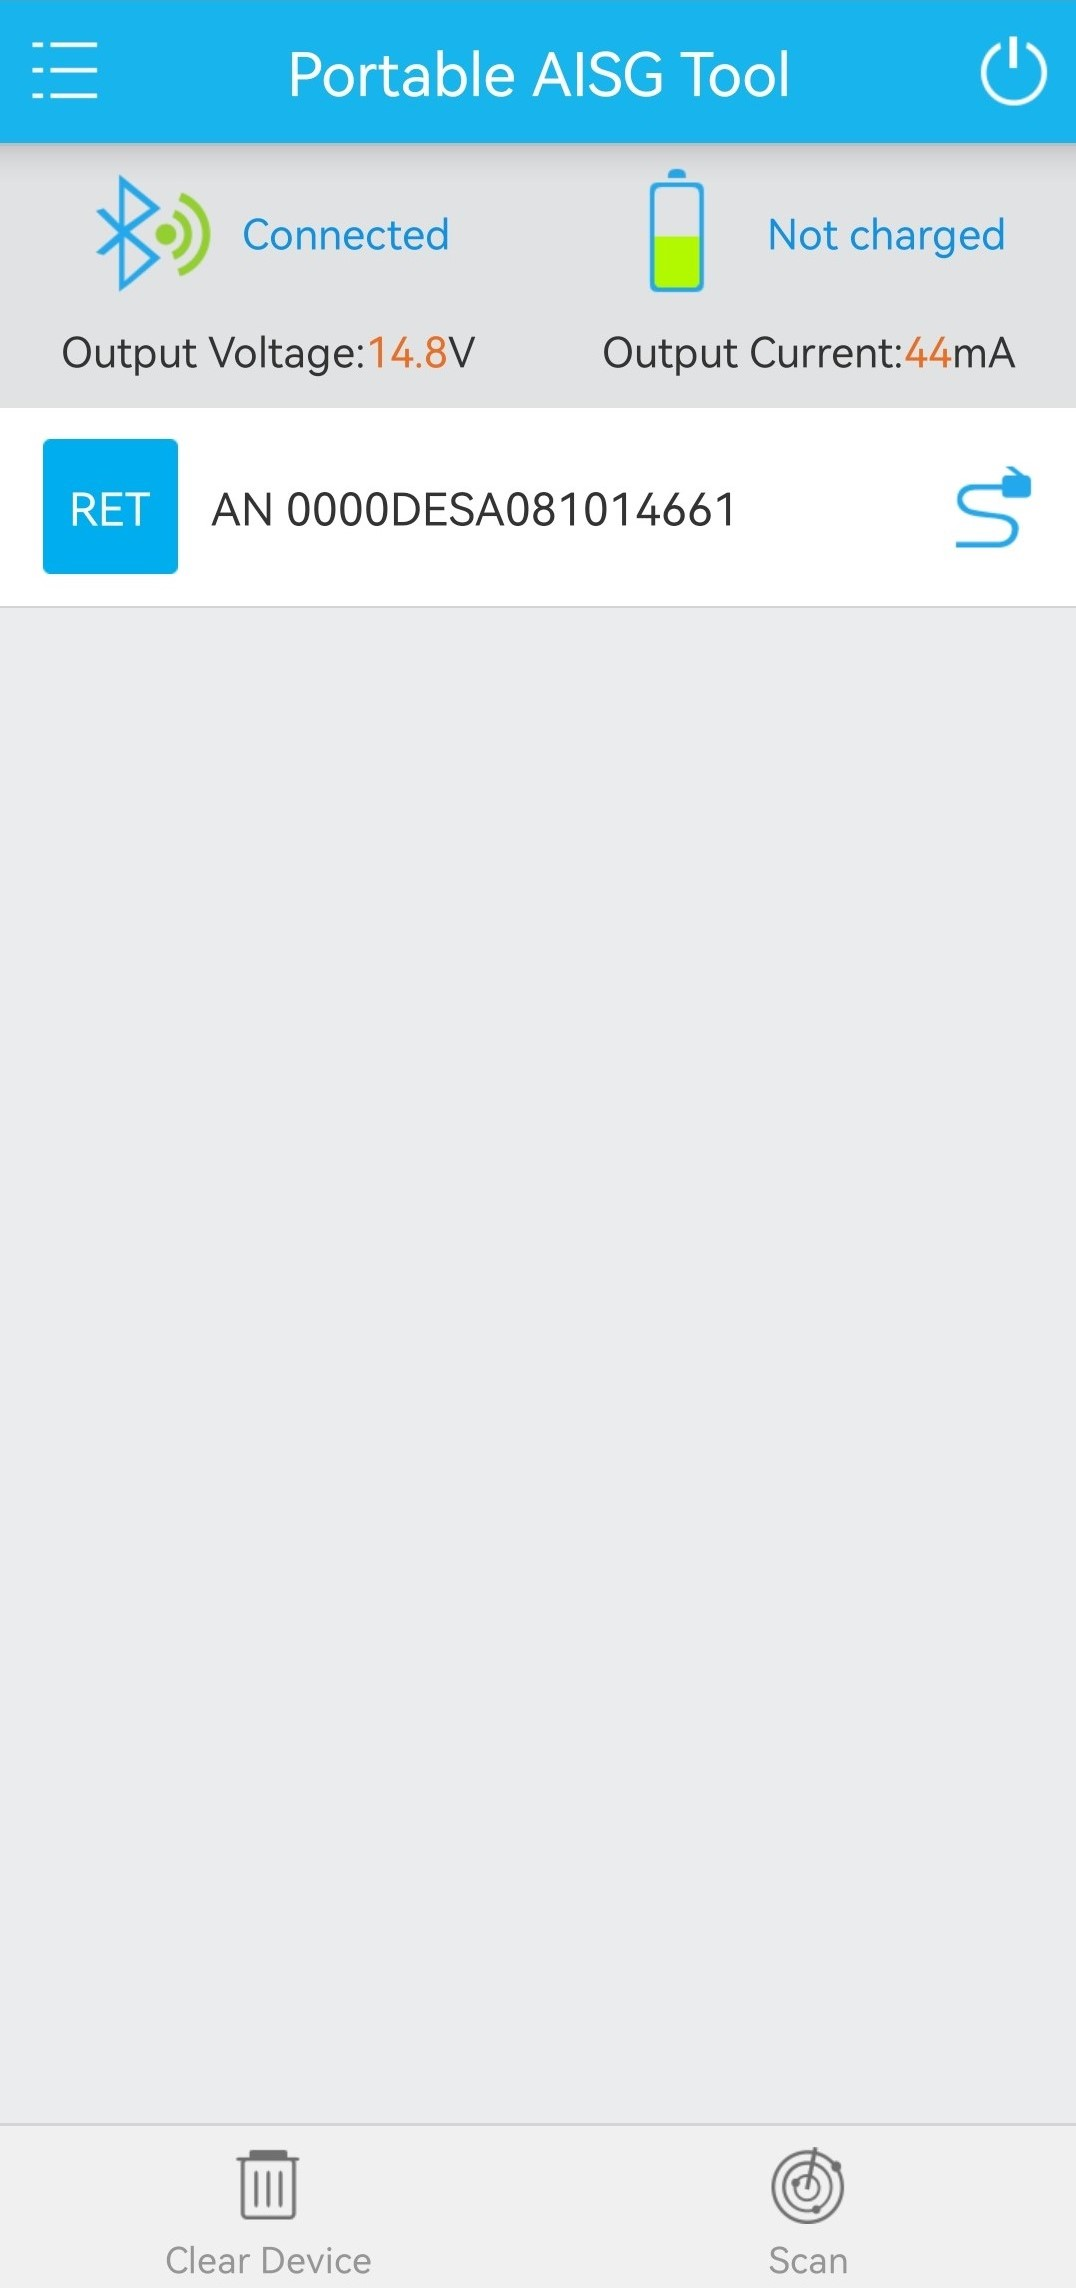 Portable AISG Tool
Connected
Not charged
Output Voltage:14.8V
Output Current:44mA
RET
AN 0000DESA081014661
Clear Device
Scan